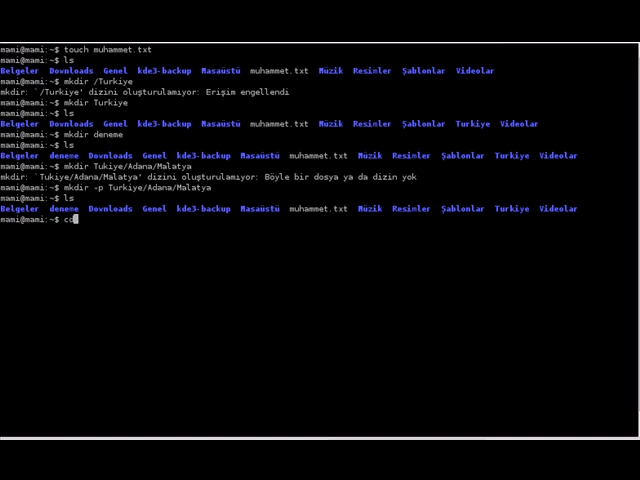 mami@mami:~$ touch muhammet.txt
mami@mami:~$ ls
Belgeler Downloads Genel kde3-backup Masaüstü muhammet.txt Müzik Resimler Şablonlar Videolar
mami@mami:~$ mkdir /Turkiye
mkdir: `/Turkiye' dizini oluşturulamıyor: Erişim engellendi
mami@mami:~$ mkdir Turkiye
mami@mami:~$ ls
Belgeler Downloads Genel kde3-backup Masaüstü muhammet.txt Müzik Resimler Şablonlar Turkiye Videolar
mami@mami:~$ mkdir deneme
mami@mami:~$ ls
Belgeler deneme Downloads Genel kde3-backup Masaüstü muhammet.txt Müzik Resimler Şablonlar Turkiye Videolar
mami@mami:~$ mkdir Tukiye/Adana/Malatya
mkdir: `Tukiye/Adana/Malatya' dizini oluşturulamıyor: Böyle bir dosya ya da dizin yok
mami@mami:~$ mkdir -p Turkiye/Adana/Malatya
mami@mami:~$ ls
Belgeler deneme Downloads Genel kde3-backup Masaüstü muhammet.txt Müzik Resimler Şablonlar Turkiye Videolar
mami@mami:~$ cd